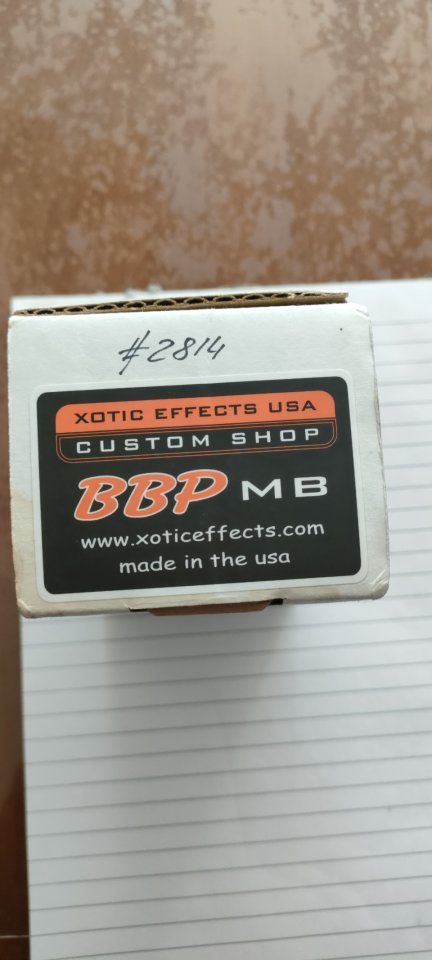 #2814
XOTIC EFFECTS USA
CUSTOM SHOP
BBP MB
www.xoticeffects.com
made in the usa